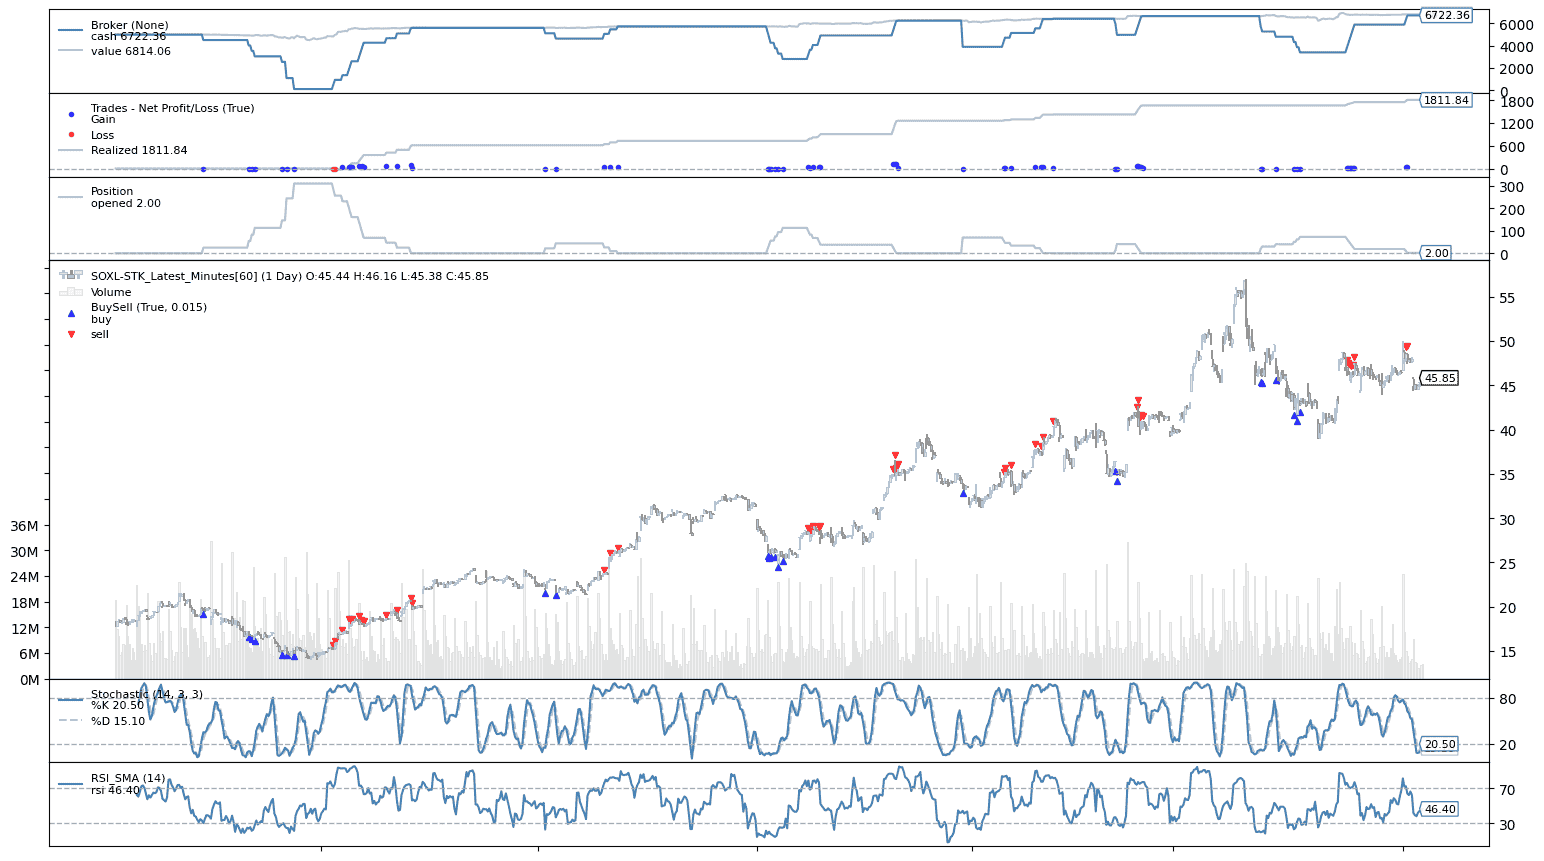 Broker (None)
cash 6722.36
value 6814.06
6722.36
6000
4000
2000
0
Trades - Net Profit/Loss (True)
Gain
Loss
Realized 1811.84
1811.84
1800
1200
600
0
Position
opened 2.00
300
200
100
0
2.00
SOXL-STK_Latest_Minutes[60] (1 Day) O:45.44 H:46.16 L:45.38 C:45.85
Volume
BuySell (True, 0.015)
buy
sell
55
50
45.85
45
40
35
30
25
20
15
36M
30M
24M
18M
12M
6M
0M
Stochastic (14, 3, 3)
%K 20.50
%D 15.10
80
20.50
20
RSI_SMA (14)
rsi 46.40
70
46.40
30